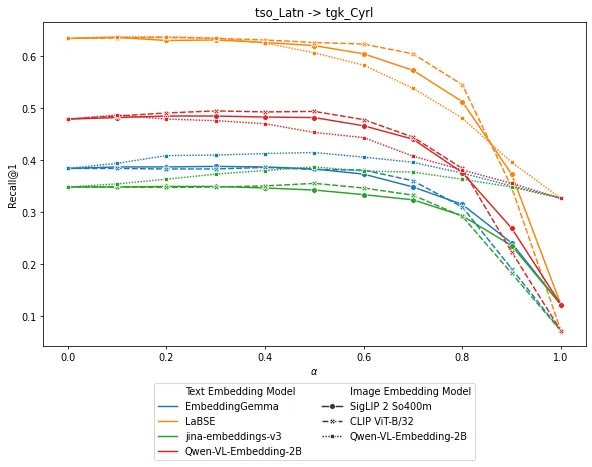 tso_Latn -> tgk_Cyrl
Recall@1
0.6
0.5
0.4
0.3
0.2
0.1
0.0 0.2 0.4 0.6 0.8 1.0
α
Text Embedding Model
EmbeddingGemma
LaBSE
jina-embeddings-v3
Qwen-VL-Embedding-2B
Image Embedding Model
SigLIP 2 So400m
CLIP ViT-B/32
Qwen-VL-Embedding-2B